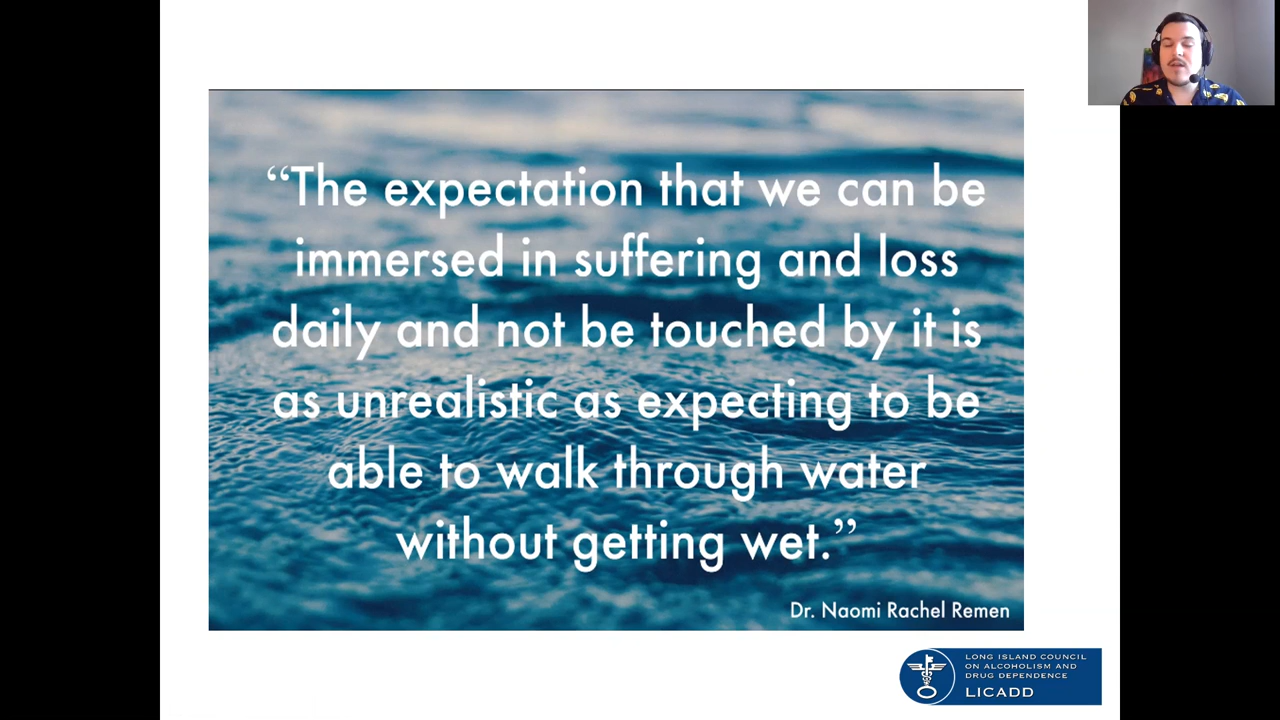 “The expectation that we can be
immersed in suffering and loss
daily and not be touched by it is
as unrealistic as expecting to be
able to walk through water
without getting wet.”
Dr. Naomi Rachel Remen
LONG ISLAND COUNCIL
ON ALCOHOLISM AND
DRUG DEPENDENCE
LICADD